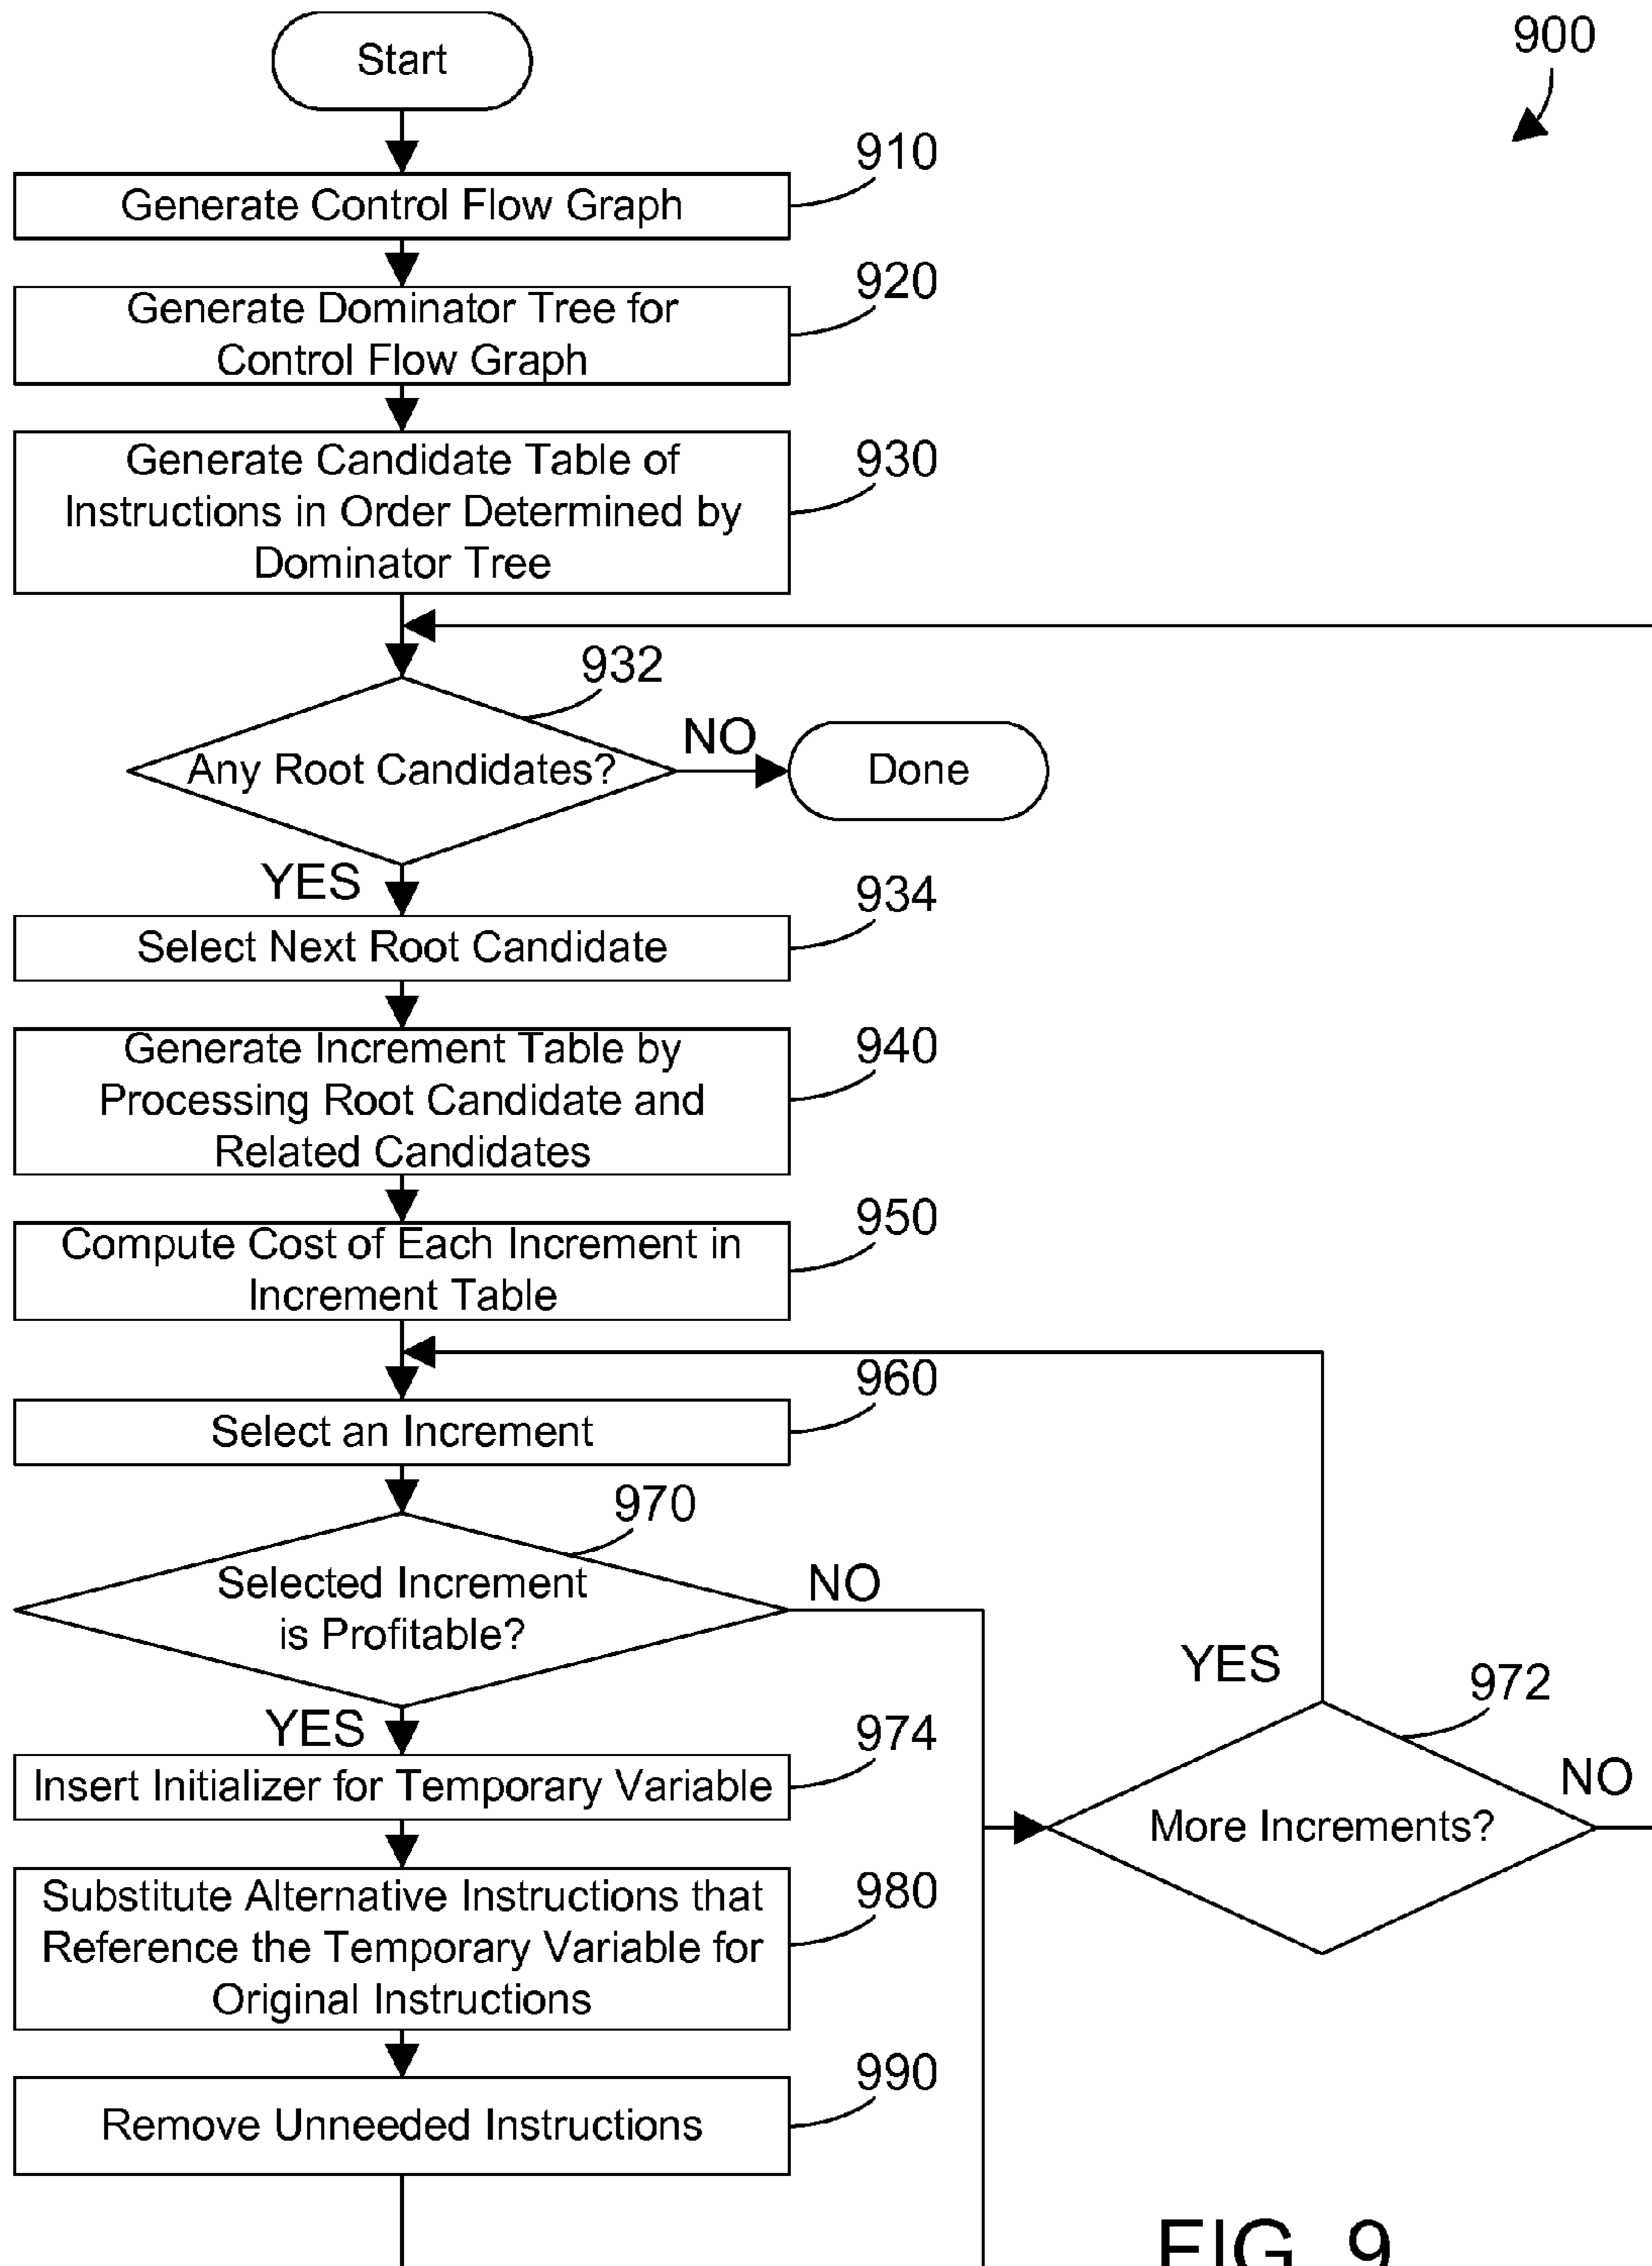 Start
900
910
Generate Control Flow Graph
920
Generate Dominator Tree for
Control Flow Graph
930
Generate Candidate Table of
Instructions in Order Determined by
Dominator Tree
932
Any Root Candidates?
NO
Done
YES
934
Select Next Root Candidate
940
Generate Increment Table by
Processing Root Candidate and
Related Candidates
950
Compute Cost of Each Increment in
Increment Table
960
Select an Increment
970
Selected Increment
is Profitable?
NO
YES
972
More Increments?
NO
YES
974
Insert Initializer for Temporary Variable
980
Substitute Alternative Instructions that
Reference the Temporary Variable for
Original Instructions
990
Remove Unneeded Instructions
FIG. 9